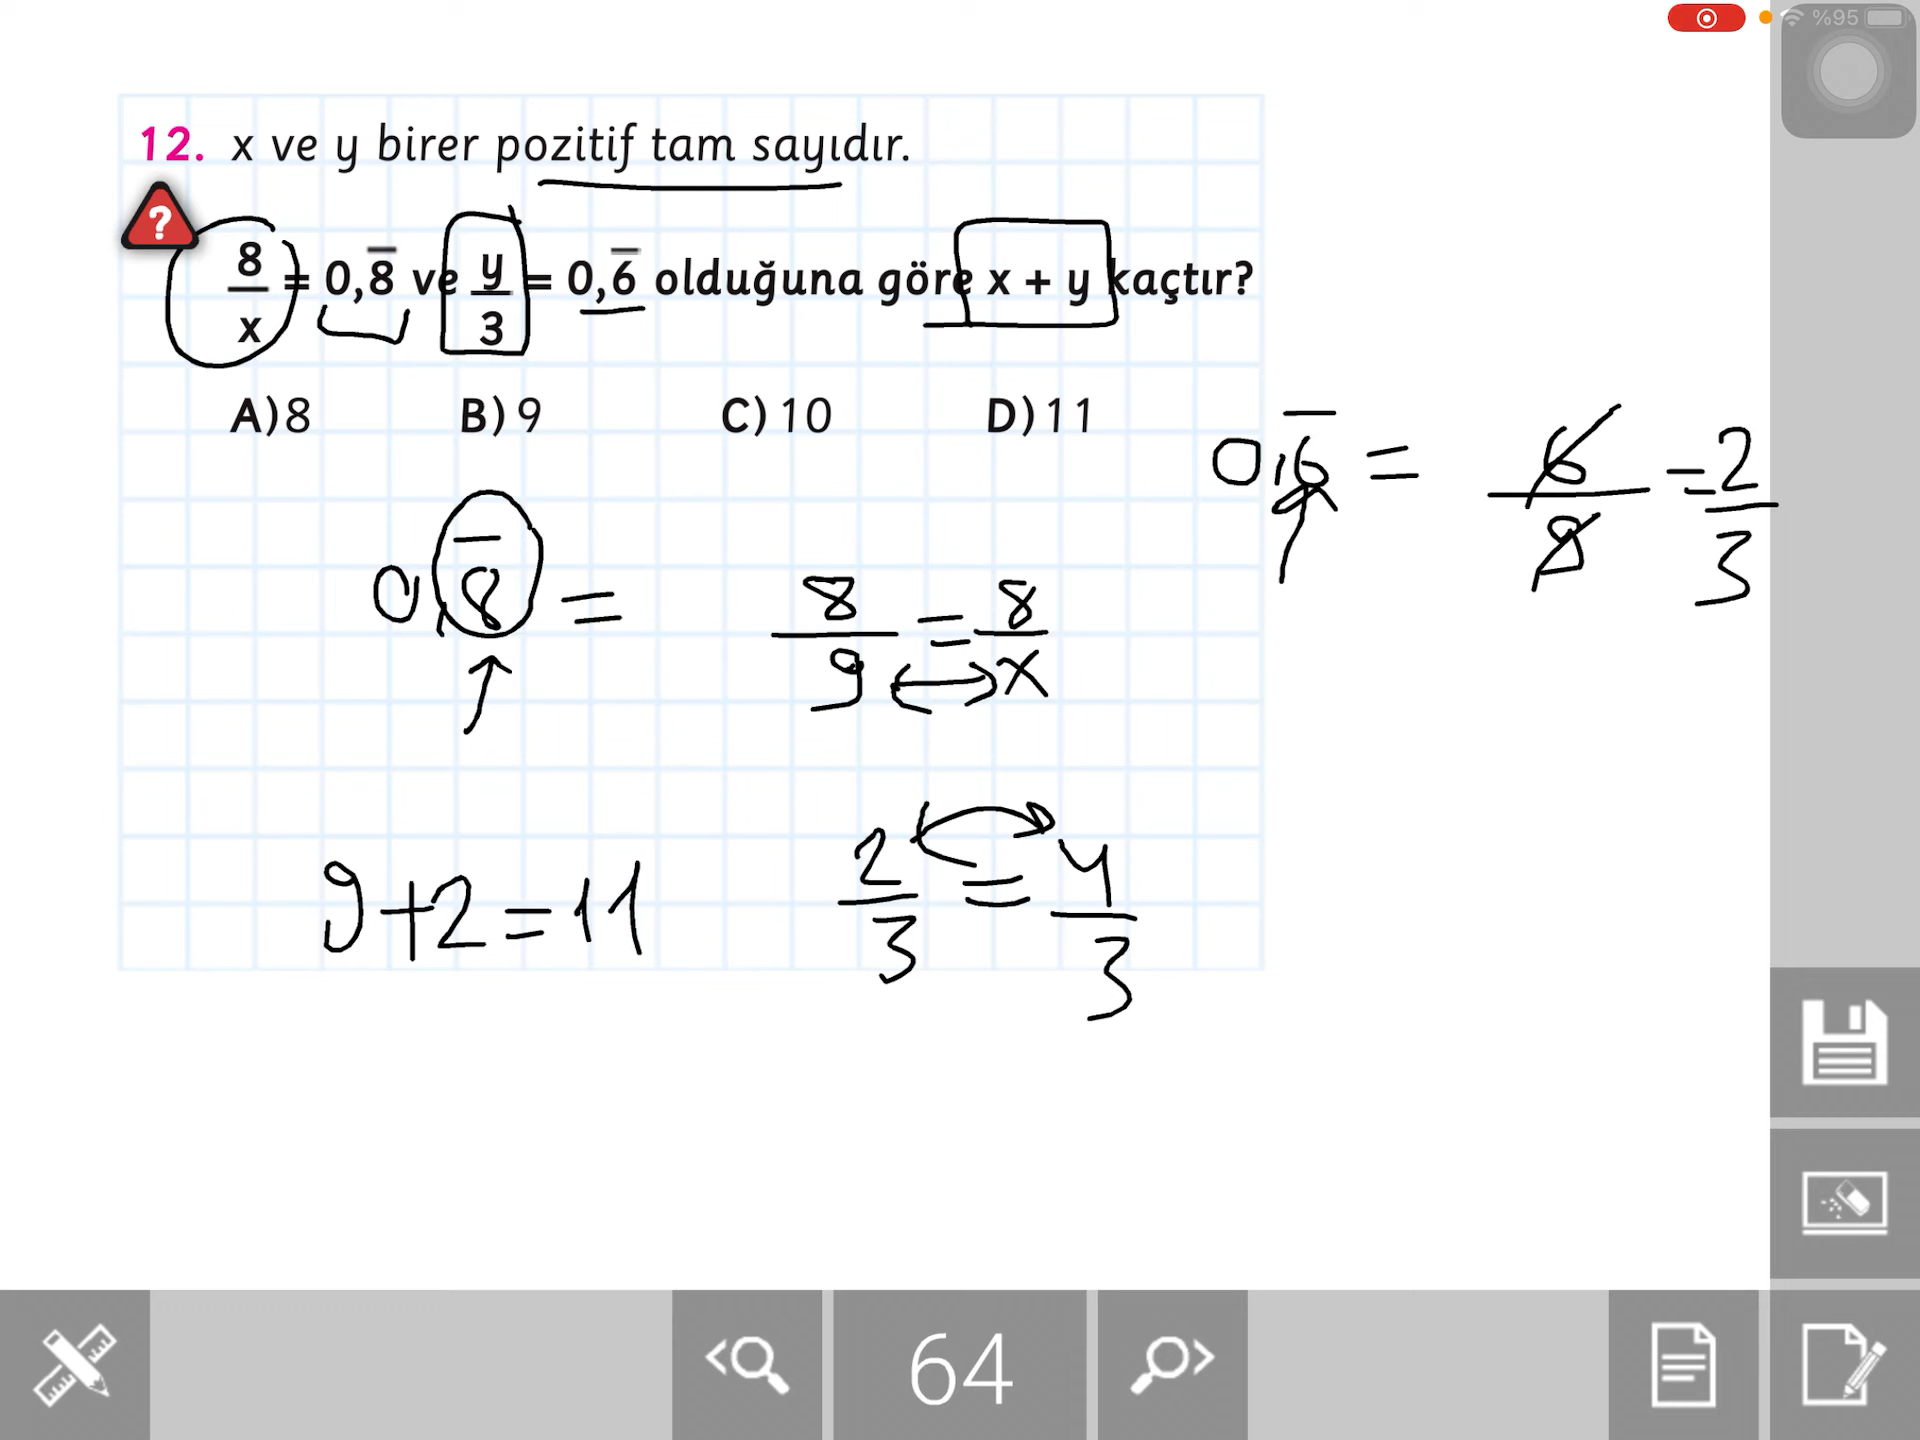 %95
12. x ve y birer pozitif tam sayıdır.
8/x = 0,8̅ ve y/3 = 0,6̅ olduğuna göre x + y kaçtır?
A) 8 B) 9 C) 10 D) 11
0,6̅ = 6/9 = 2/3
0,8̅ = 8/9 = 8/x
2/3 = y/3
9+2=11
64